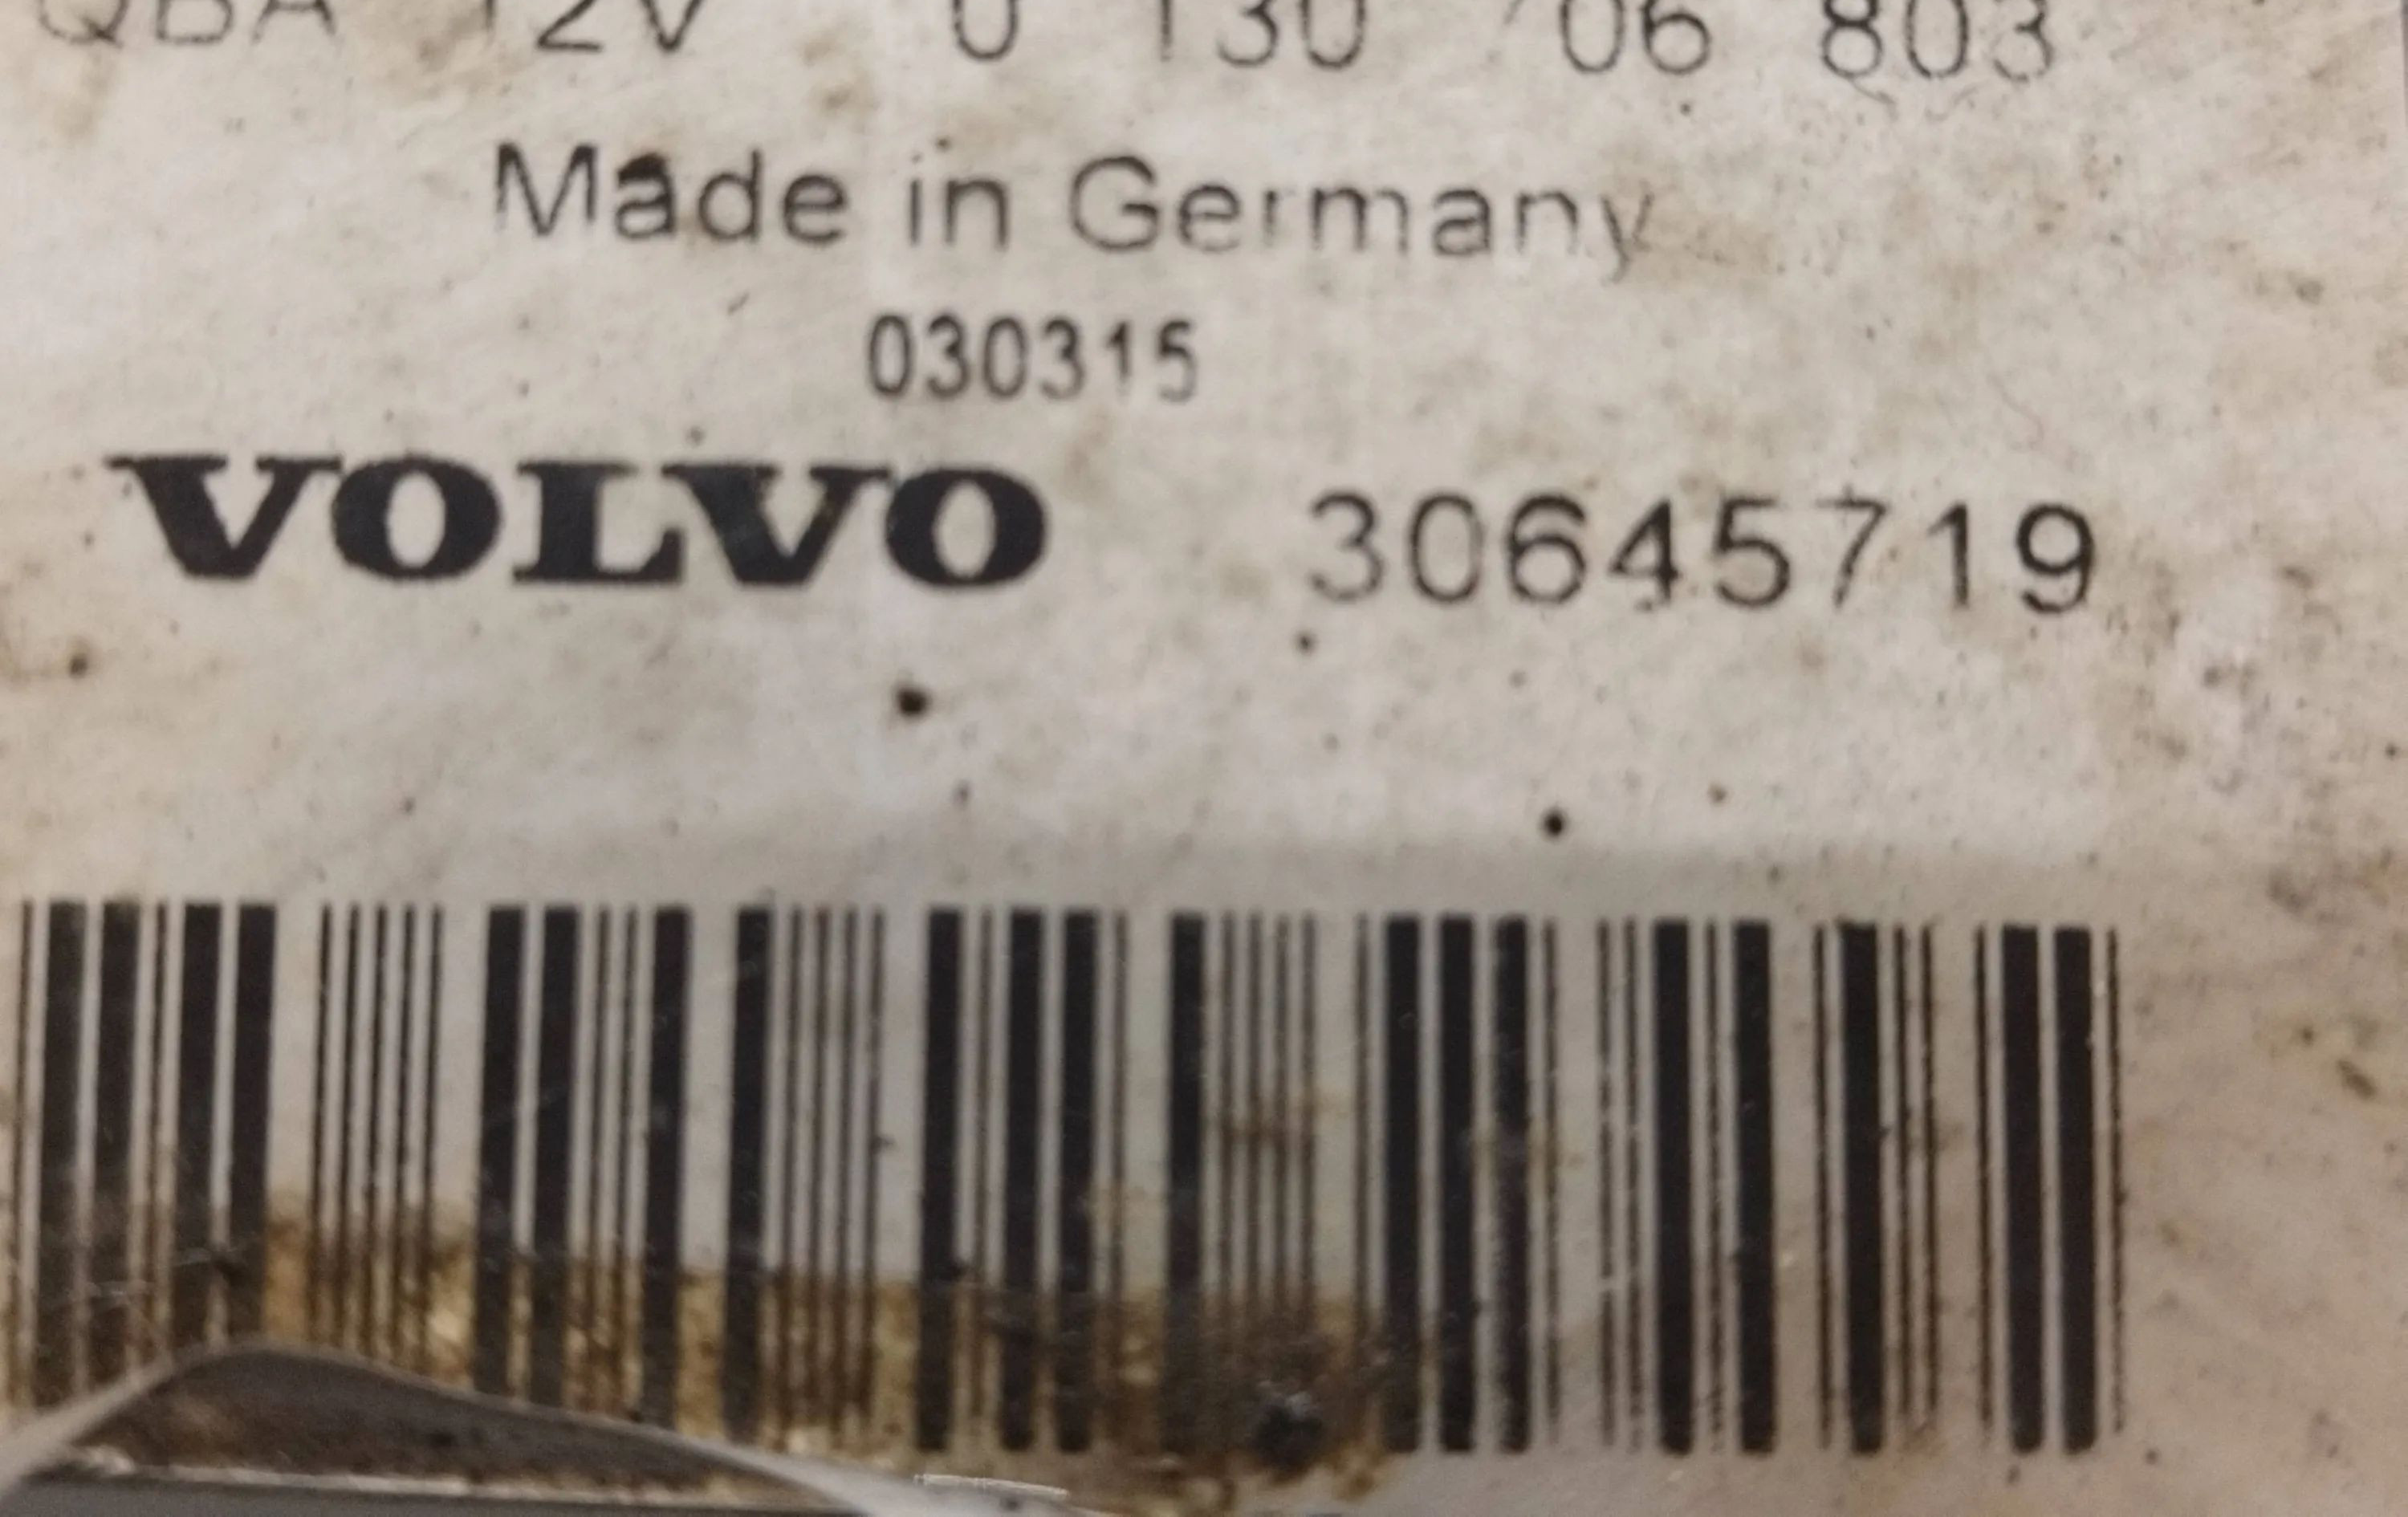 QBA 12V 0 130 706 803
Made in Germany
030315
VOLVO 30645719